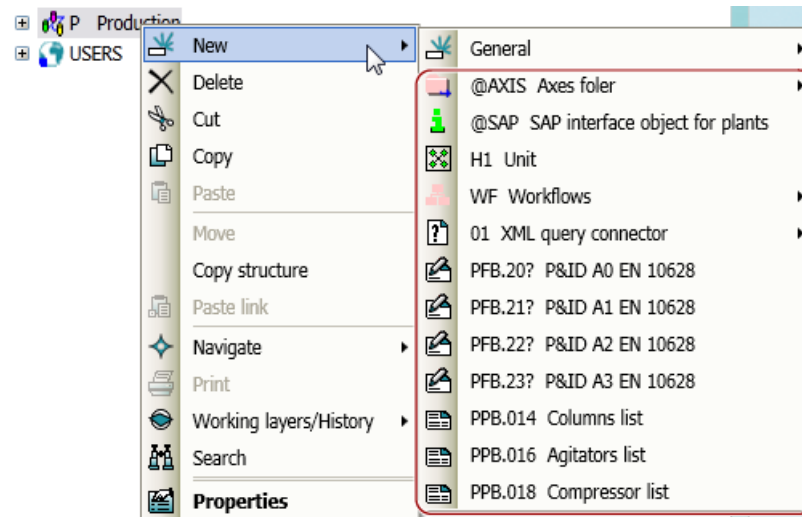 P Production
USERS
New
Delete
Cut
Copy
Paste
Move
Copy structure
Paste link
Navigate
Print
Working layers/History
Search
Properties
General
@AXIS Axes foler
@SAP SAP interface object for plants
H1 Unit
WF Workflows
01 XML query connector
PFB.20? P&ID A0 EN 10628
PFB.21? P&ID A1 EN 10628
PFB.22? P&ID A2 EN 10628
PFB.23? P&ID A3 EN 10628
PPB.014 Columns list
PPB.016 Agitators list
PPB.018 Compressor list